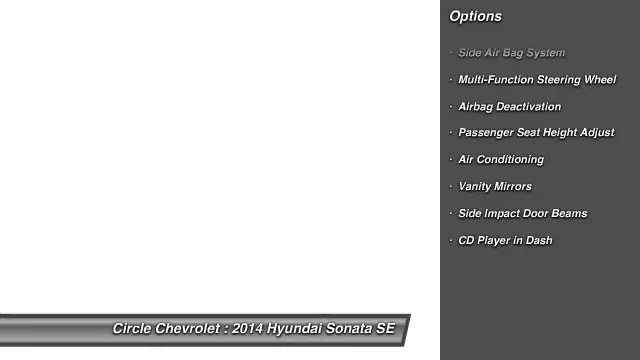 Options
· Side Air Bag System
· Multi-Function Steering Wheel
· Airbag Deactivation
· Passenger Seat Height Adjust
· Air Conditioning
· Vanity Mirrors
· Side Impact Door Beams
· CD Player in Dash
Circle Chevrolet : 2014 Hyundai Sonata SE